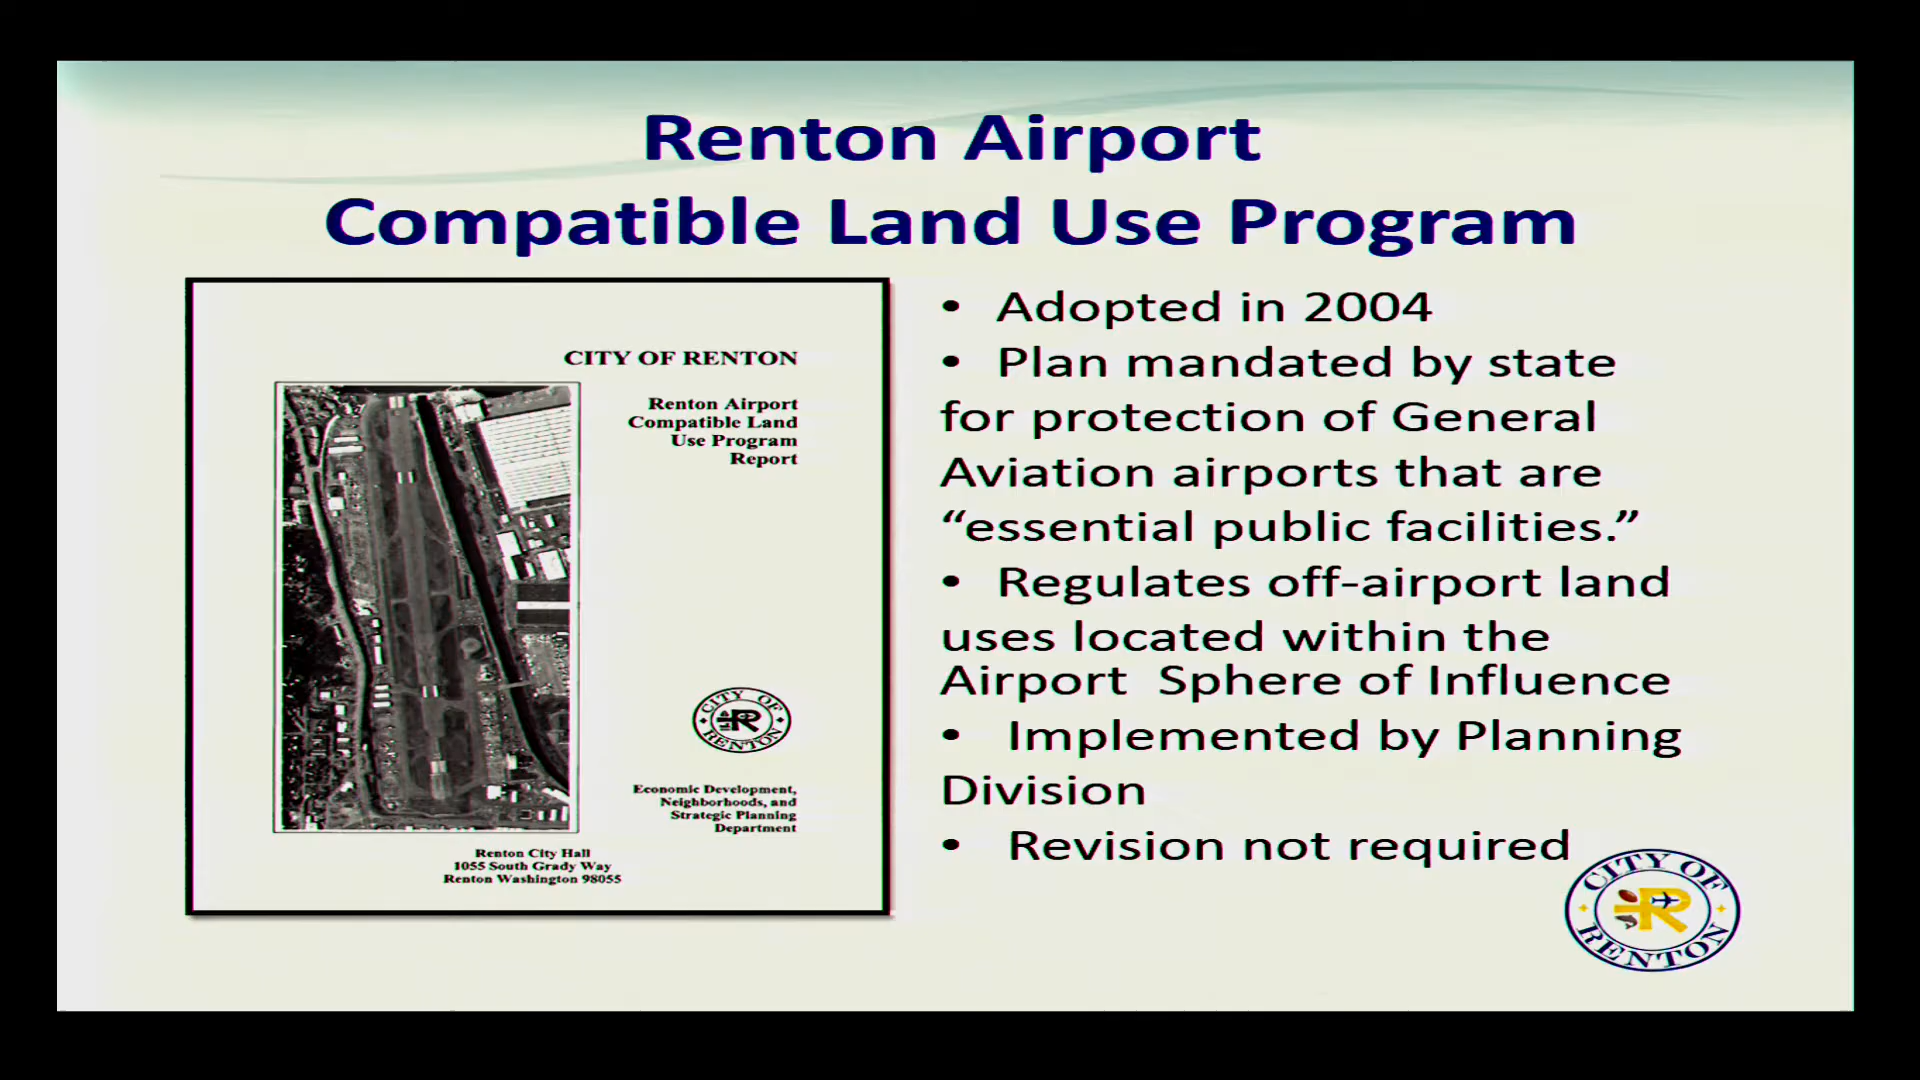 Renton Airport
Compatible Land Use Program
CITY OF RENTON
Renton Airport
Compatible Land
Use Program
Report
CITY OF
R
RENTON
Economic Development,
Neighborhoods, and
Strategic Planning
Department
Renton City Hall
1055 South Grady Way
Renton Washington 98055
• Adopted in 2004
• Plan mandated by state
for protection of General
Aviation airports that are
“essential public facilities.”
• Regulates off-airport land
uses located within the
Airport Sphere of Influence
• Implemented by Planning
Division
• Revision not required
CITY OF
R
RENTON